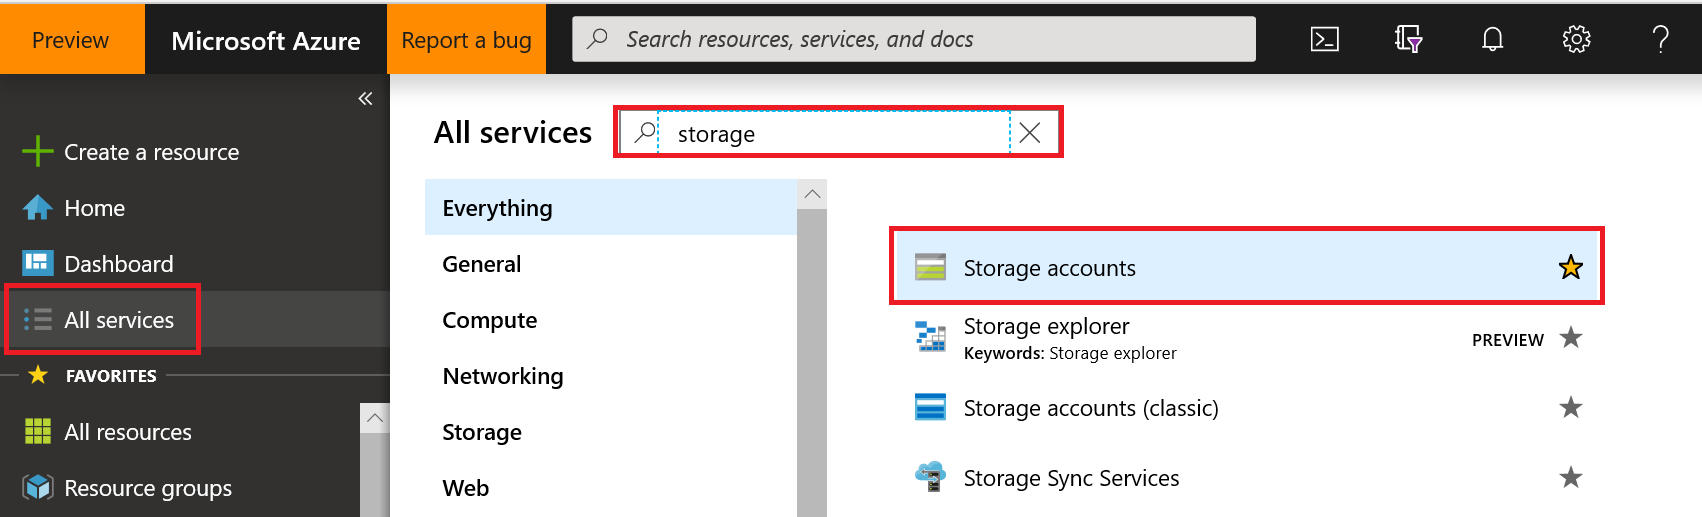 Preview
Microsoft Azure
Report a bug
Search resources, services, and docs
Create a resource
Home
Dashboard
All services
FAVORITES
All resources
Resource groups
All services
storage
Everything
General
Compute
Networking
Storage
Web
Storage accounts
Storage explorer
Keywords: Storage explorer
PREVIEW
Storage accounts (classic)
Storage Sync Services